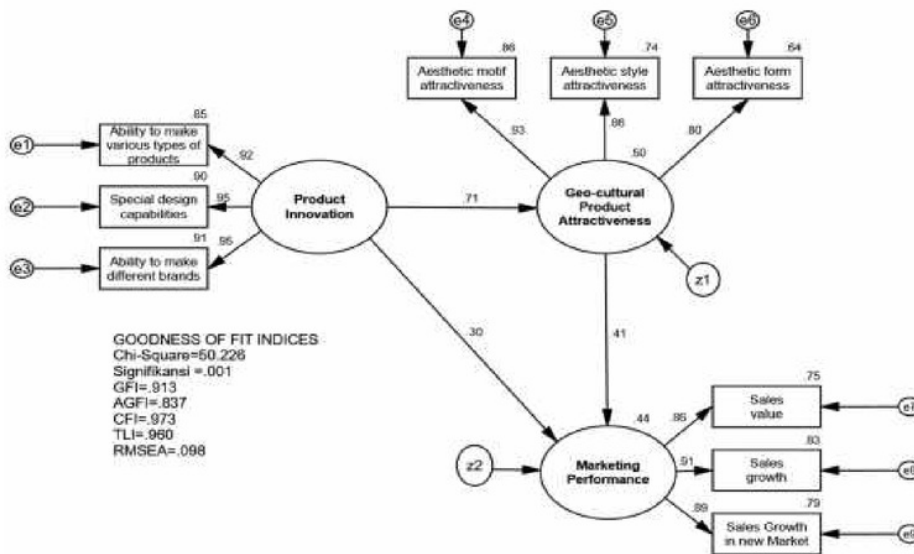 e4
e5
e6
.86
.74
.64
Aesthetic motif
attractiveness
Aesthetic style
attractiveness
Aesthetic form
attractiveness
.93
.86
.80
.85
e1
Ability to make
various types of
products
.92
.90
e2
Special design
capabilities
.95
.91
e3
Ability to make
different brands
.95
Product
Innovation
.71
.50
Geo-cultural
Product
Attractiveness
z1
.30
.41
GOODNESS OF FIT INDICES
Chi-Square=50.226
Signifikansi =.001
GFI=.913
AGFI=.837
CFI=.973
TLI=.960
RMSEA=.098
z2
.44
Marketing
Performance
.86
.91
.89
.75
Sales
value
e7
.83
Sales
growth
.79
Sales Growth
in new Market